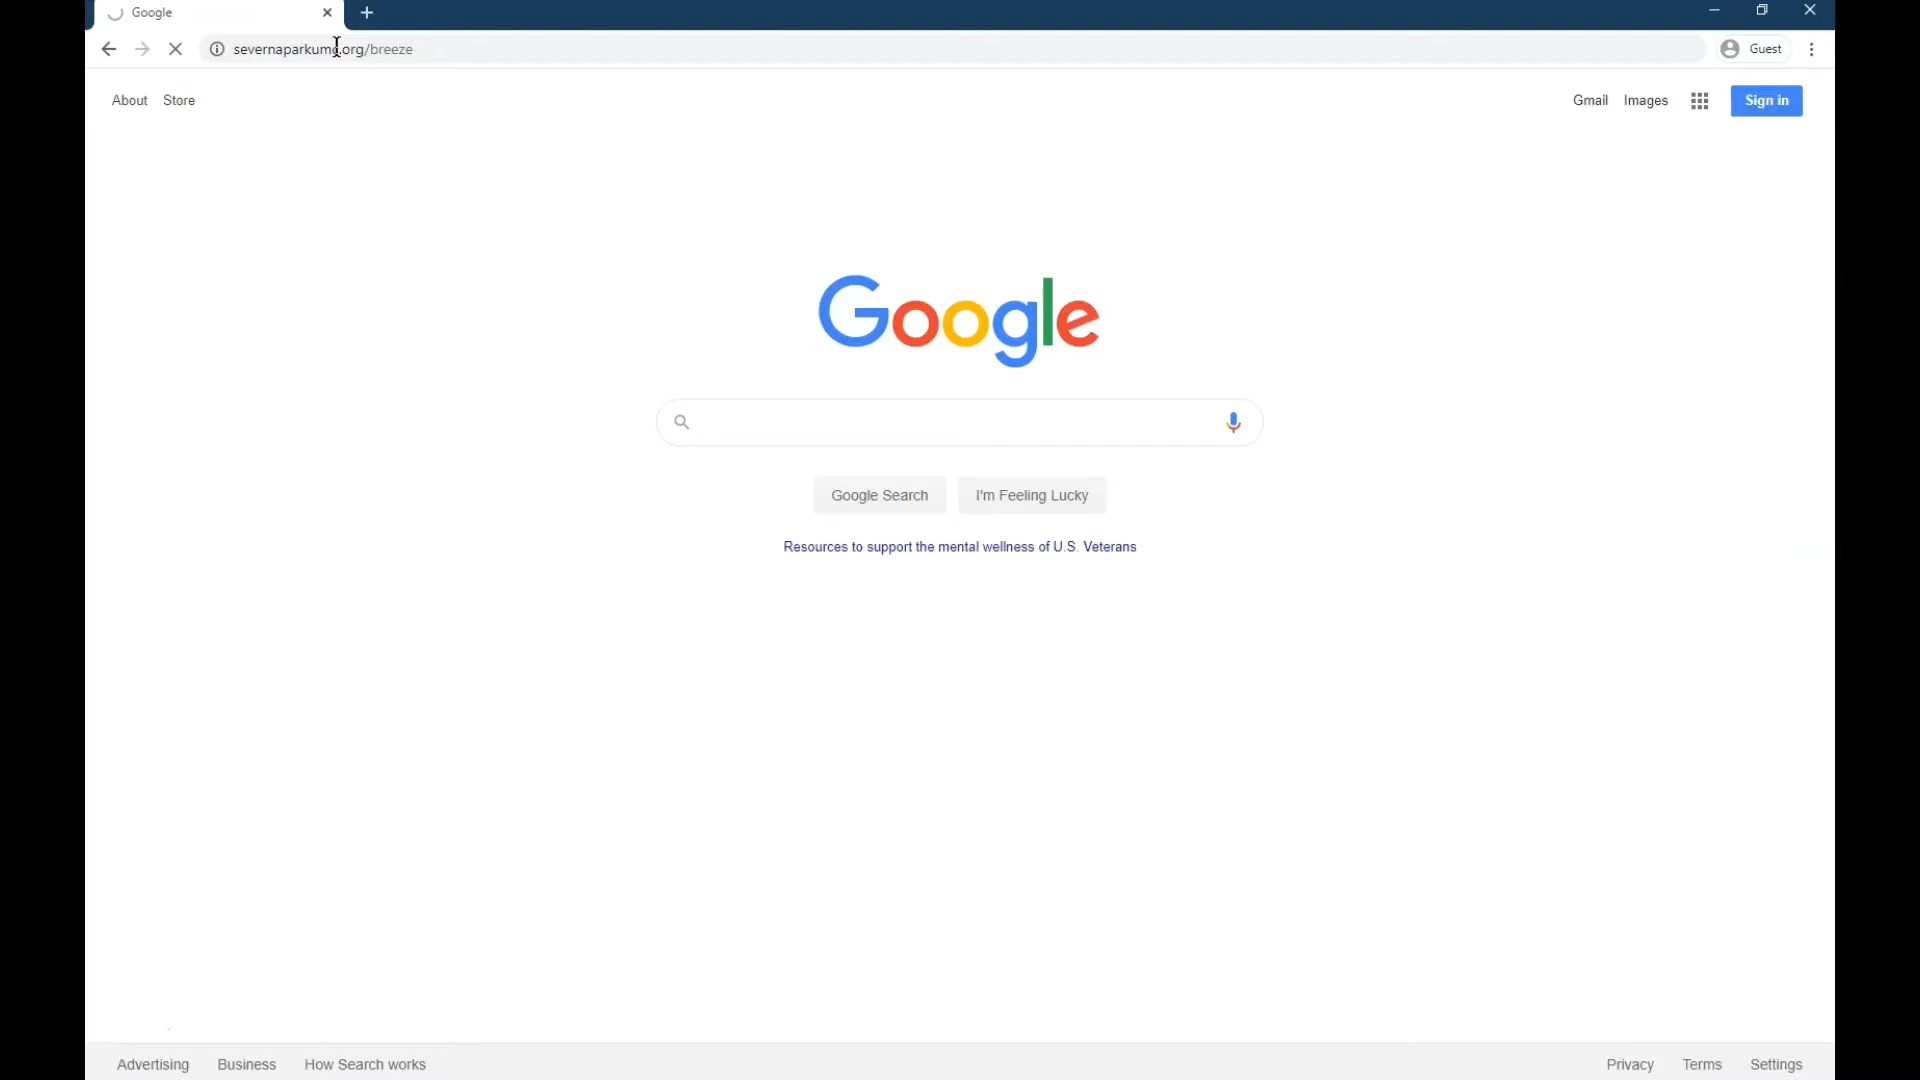 Google
severnaparkumc.org/breeze
Guest
About Store
Gmail Images Sign in
Google
Google Search I'm Feeling Lucky
Resources to support the mental wellness of U.S. Veterans
Advertising Business How Search works
Privacy Terms Settings